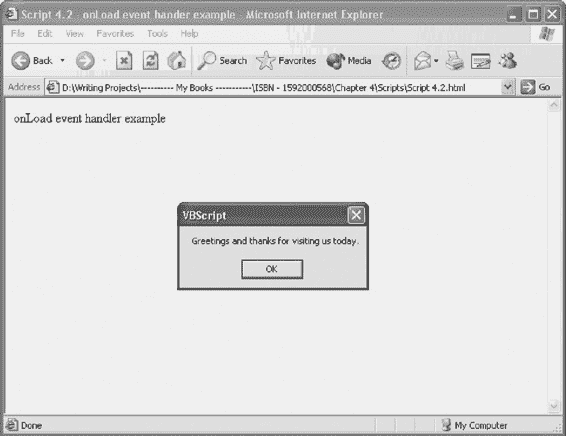 Script 4.2 - onLoad event hander example - Microsoft Internet Explorer
File Edit View Favorites Tools Help
Back Search Favorites Media
Address D:\Writing Projects\---------- My Books -----------\ISBN - 1592000568\Chapter 4\Scripts\Script 4.2.html Go
onLoad event handler example
VBScript
Greetings and thanks for visiting us today.
OK
Done My Computer